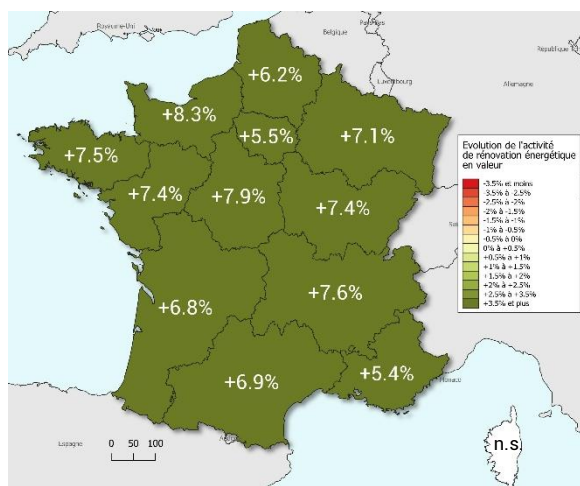 Royaume-Uni
Belgique
Pays-Bas
République T
Luxembourg
Allemagne
+6.2%
+8.3%
+5.5%
+7.1%
+7.5%
+7.4%
+7.9%
+7.4%
+6.8%
+7.6%
+6.9%
+5.4%
Monaco
Espagne
0 50 100
n.s
Evolution de l'activité
de rénovation énergétique
en valeur
-3.5% et moins
-3.5% à -2.5%
-2.5% à -2%
-2% à -1.5%
-1.5% à -1%
-1% à -0.5%
-0.5% à 0%
0% à +0.5%
+0.5% à +1%
+1% à +1.5%
+1.5% à +2%
+2% à +2.5%
+2.5% à +3.5%
+3.5% et plus